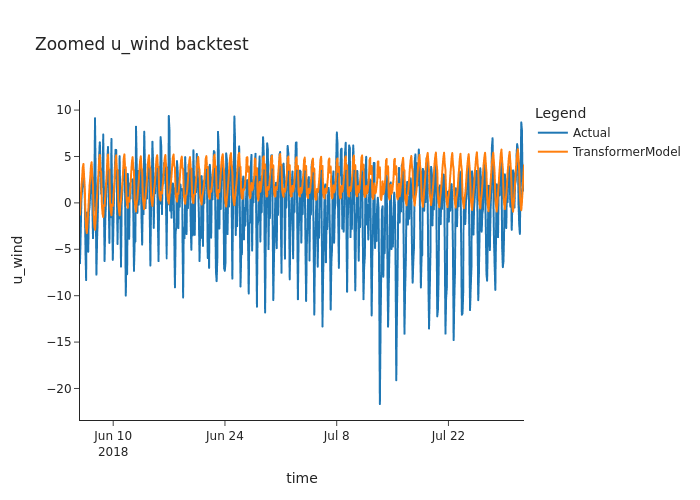 Zoomed u_wind backtest
Legend
Actual
TransformerModel
u_wind
10
5
0
−5
−10
−15
−20
Jun 10
2018
Jun 24
Jul 8
Jul 22
time